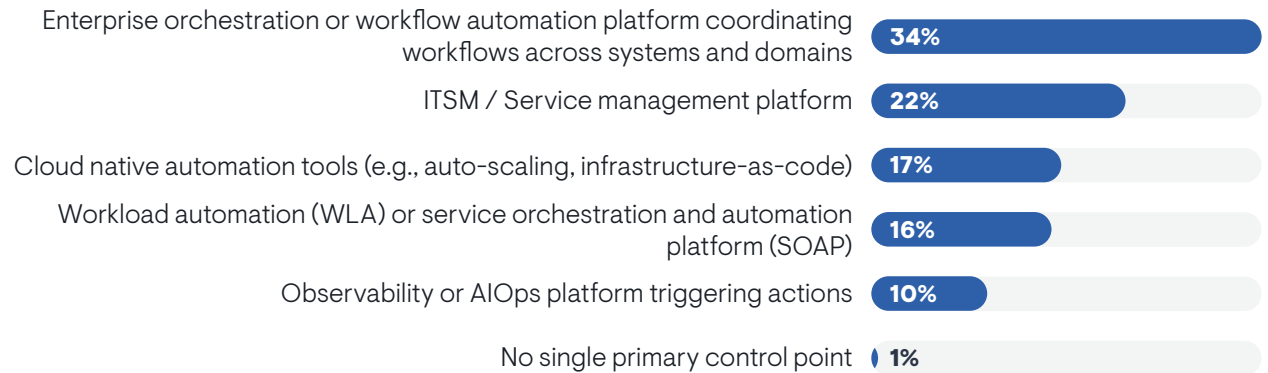 Enterprise orchestration or workflow automation platform coordinating
workflows across systems and domains
34%
ITSM / Service management platform
22%
Cloud native automation tools (e.g., auto-scaling, infrastructure-as-code)
17%
Workload automation (WLA) or service orchestration and automation
platform (SOAP)
16%
Observability or AIOps platform triggering actions
10%
No single primary control point
1%